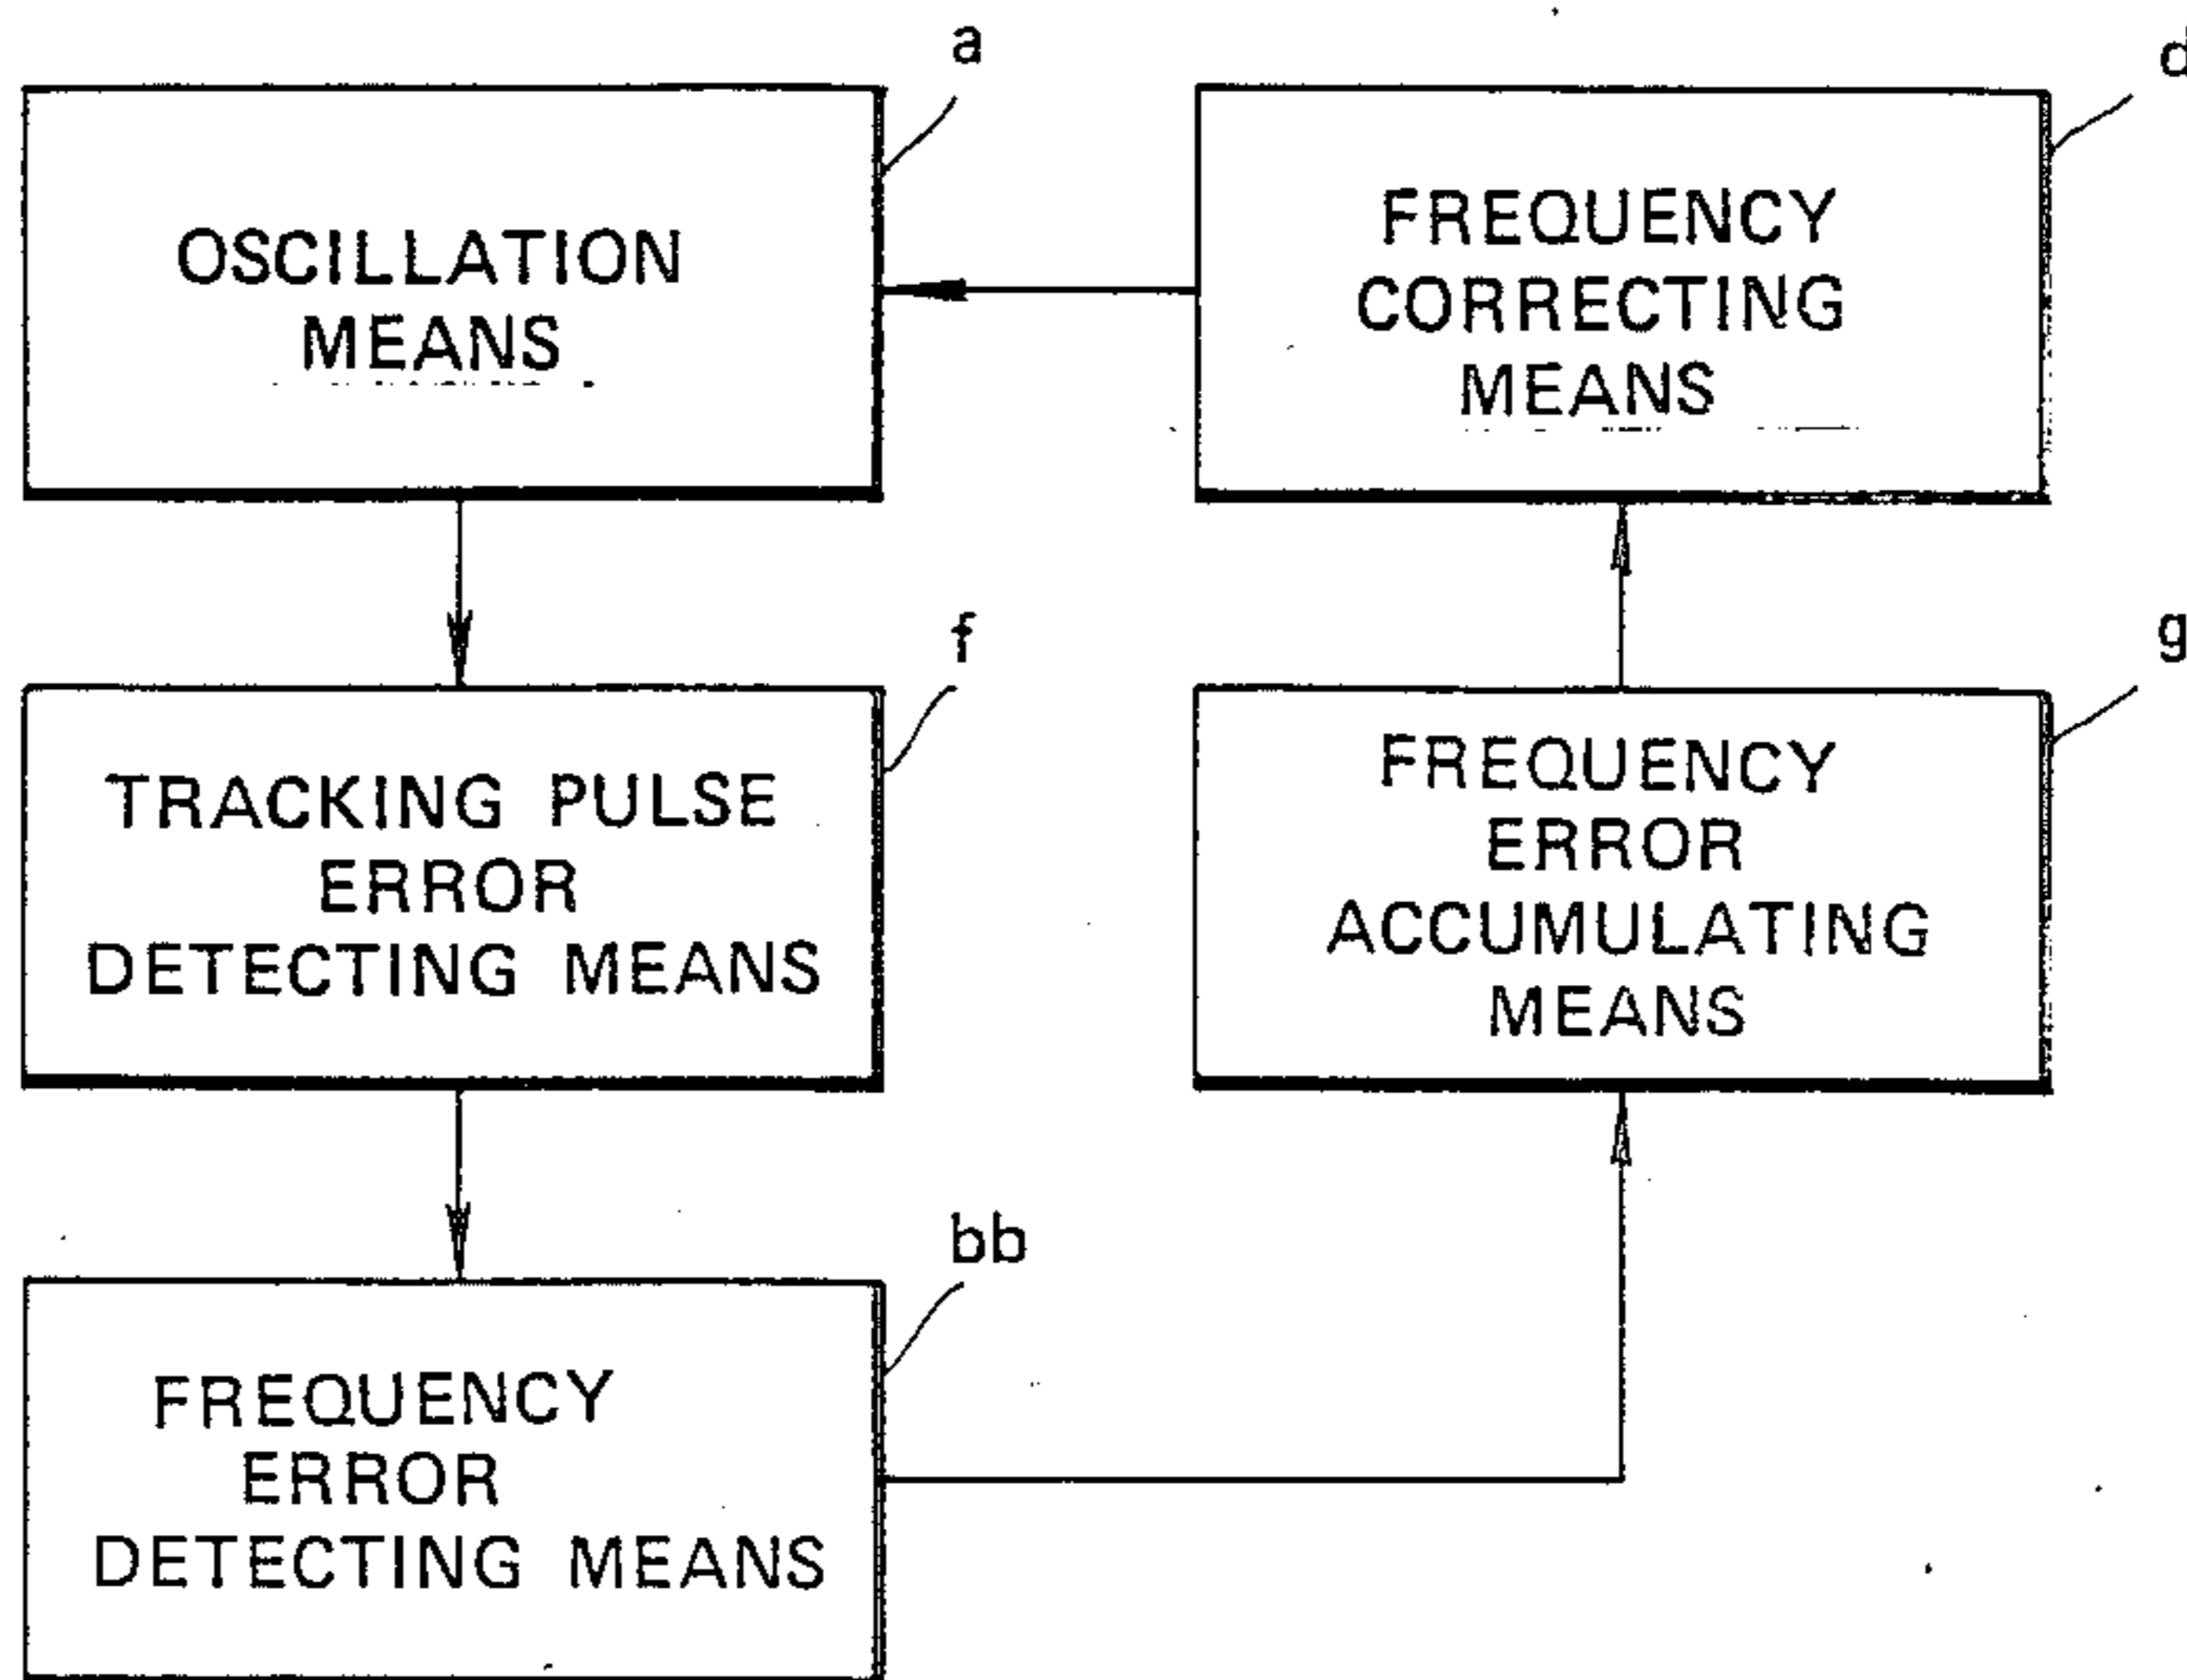 a
OSCILLATION
MEANS
d
FREQUENCY
CORRECTING
MEANS
f
TRACKING PULSE
ERROR
DETECTING MEANS
g
FREQUENCY
ERROR
ACCUMULATING
MEANS
bb
FREQUENCY
ERROR
DETECTING MEANS